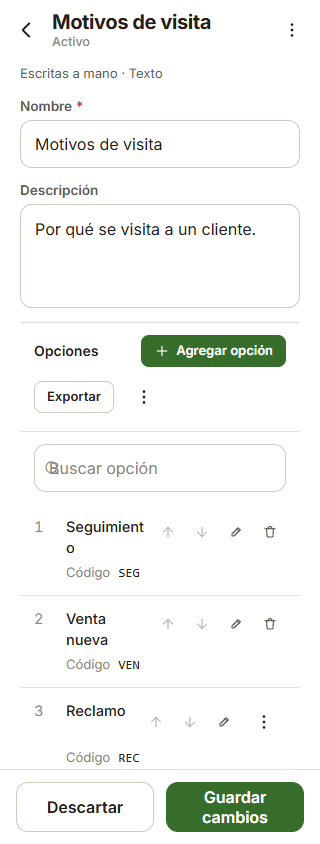 Motivos de visita
Activo
Escritas a mano · Texto
Nombre *
Motivos de visita
Descripción
Por qué se visita a un cliente.
Opciones
Agregar opción
Exportar
Buscar opción
1
Seguimient
o
Código SEG
2
Venta
nueva
Código VEN
3
Reclamo
Código REC
Descartar
Guardar
cambios